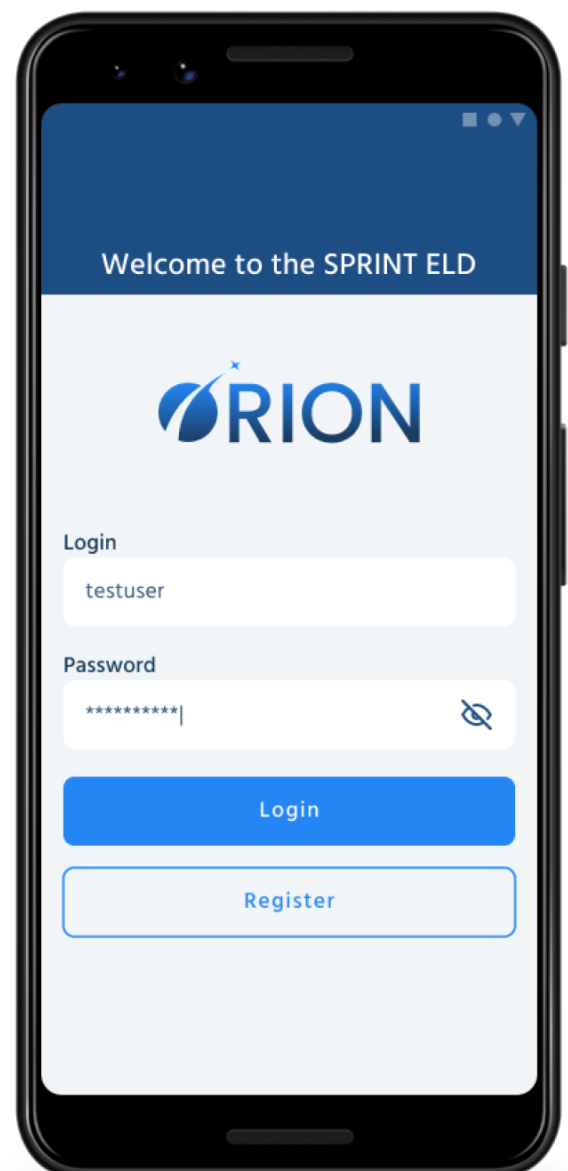 Welcome to the SPRINT ELD
ORION
Login
testuser
Password
**********|
Login
Register